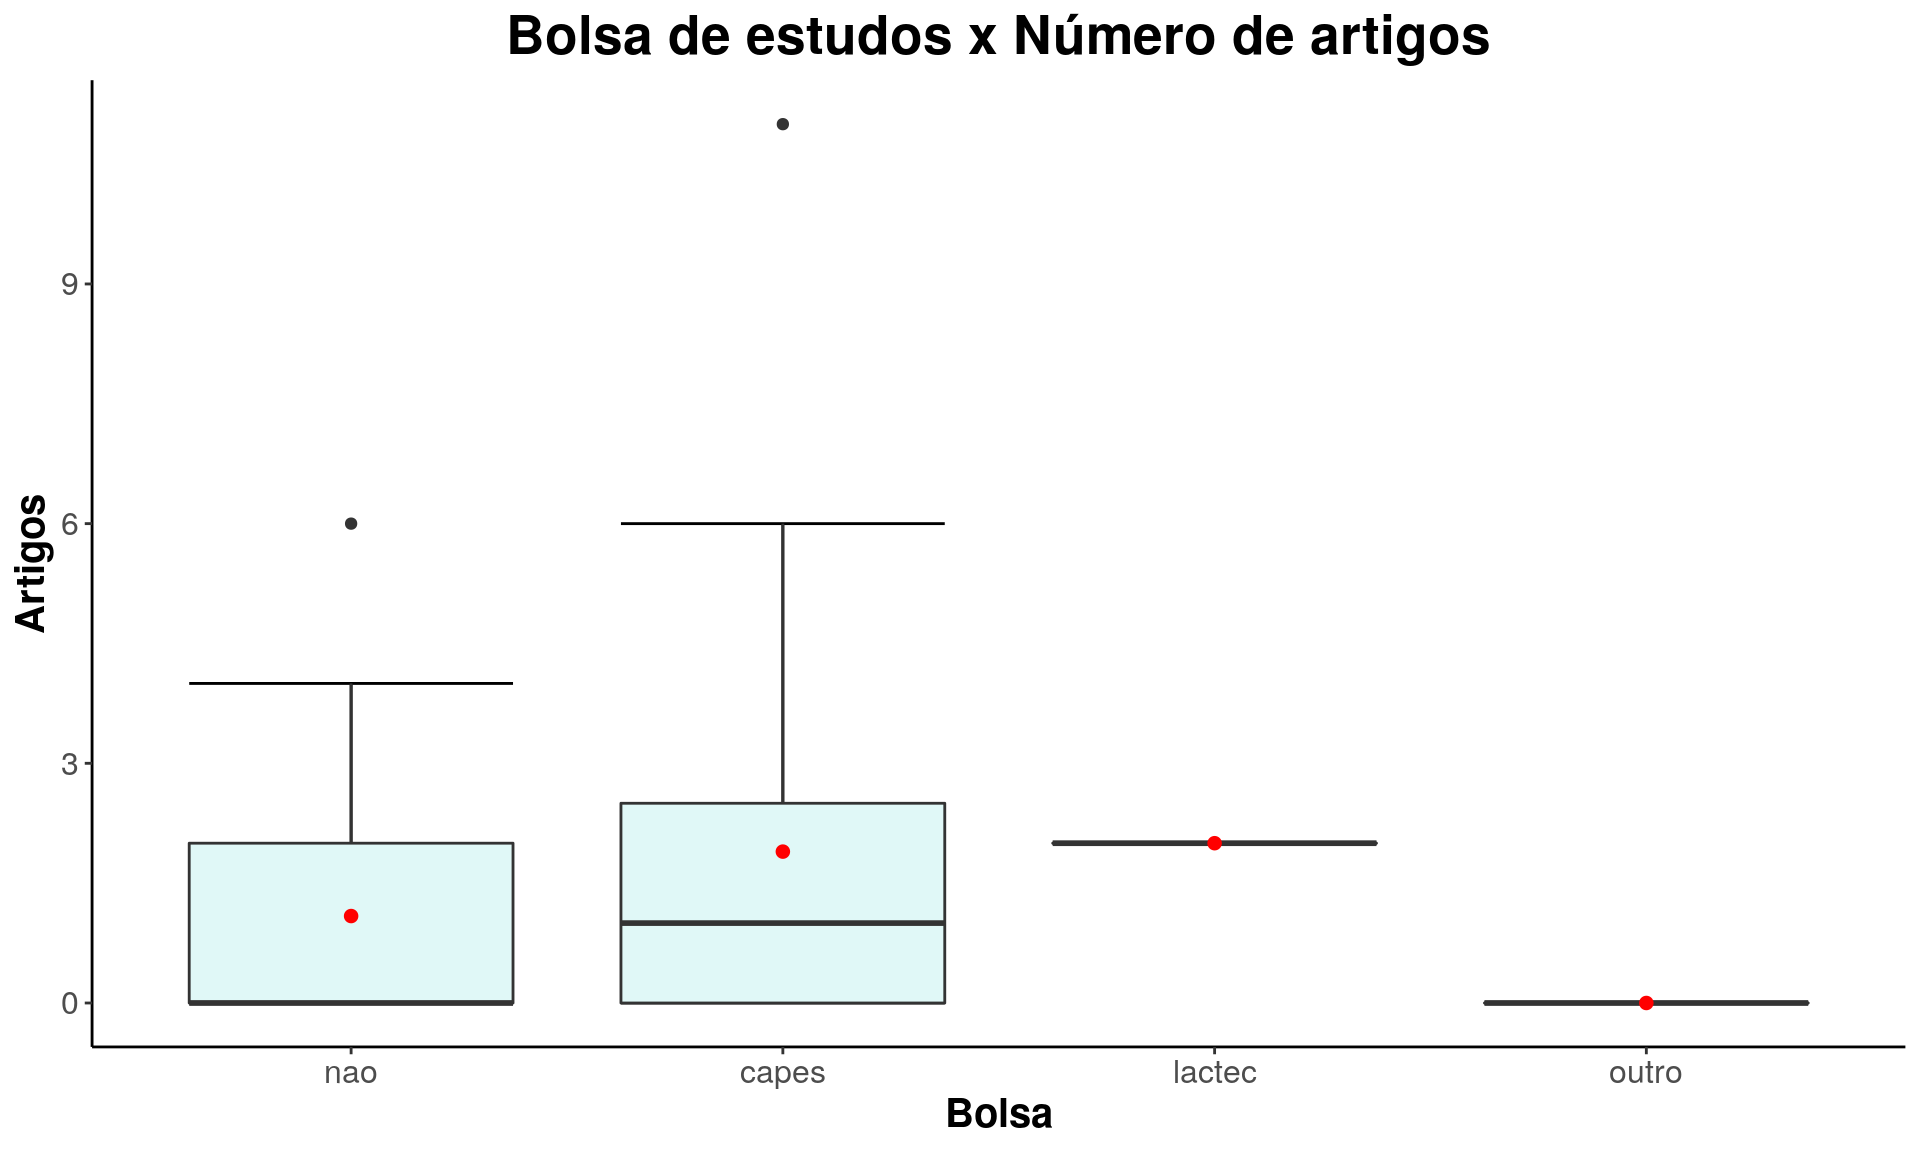 Bolsa de estudos x Número de artigos
Artigos
9
6
3
0
nao capes lactec outro
Bolsa